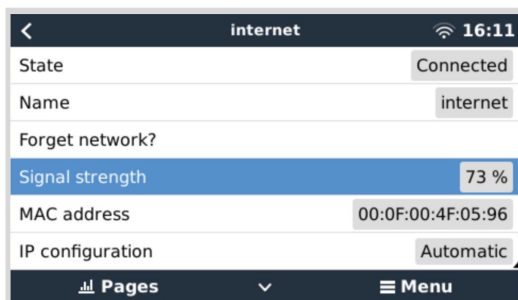 internet 16:11
State Connected
Name internet
Forget network?
Signal strength 73 %
MAC address 00:0F:00:4F:05:96
IP configuration Automatic
Pages Menu